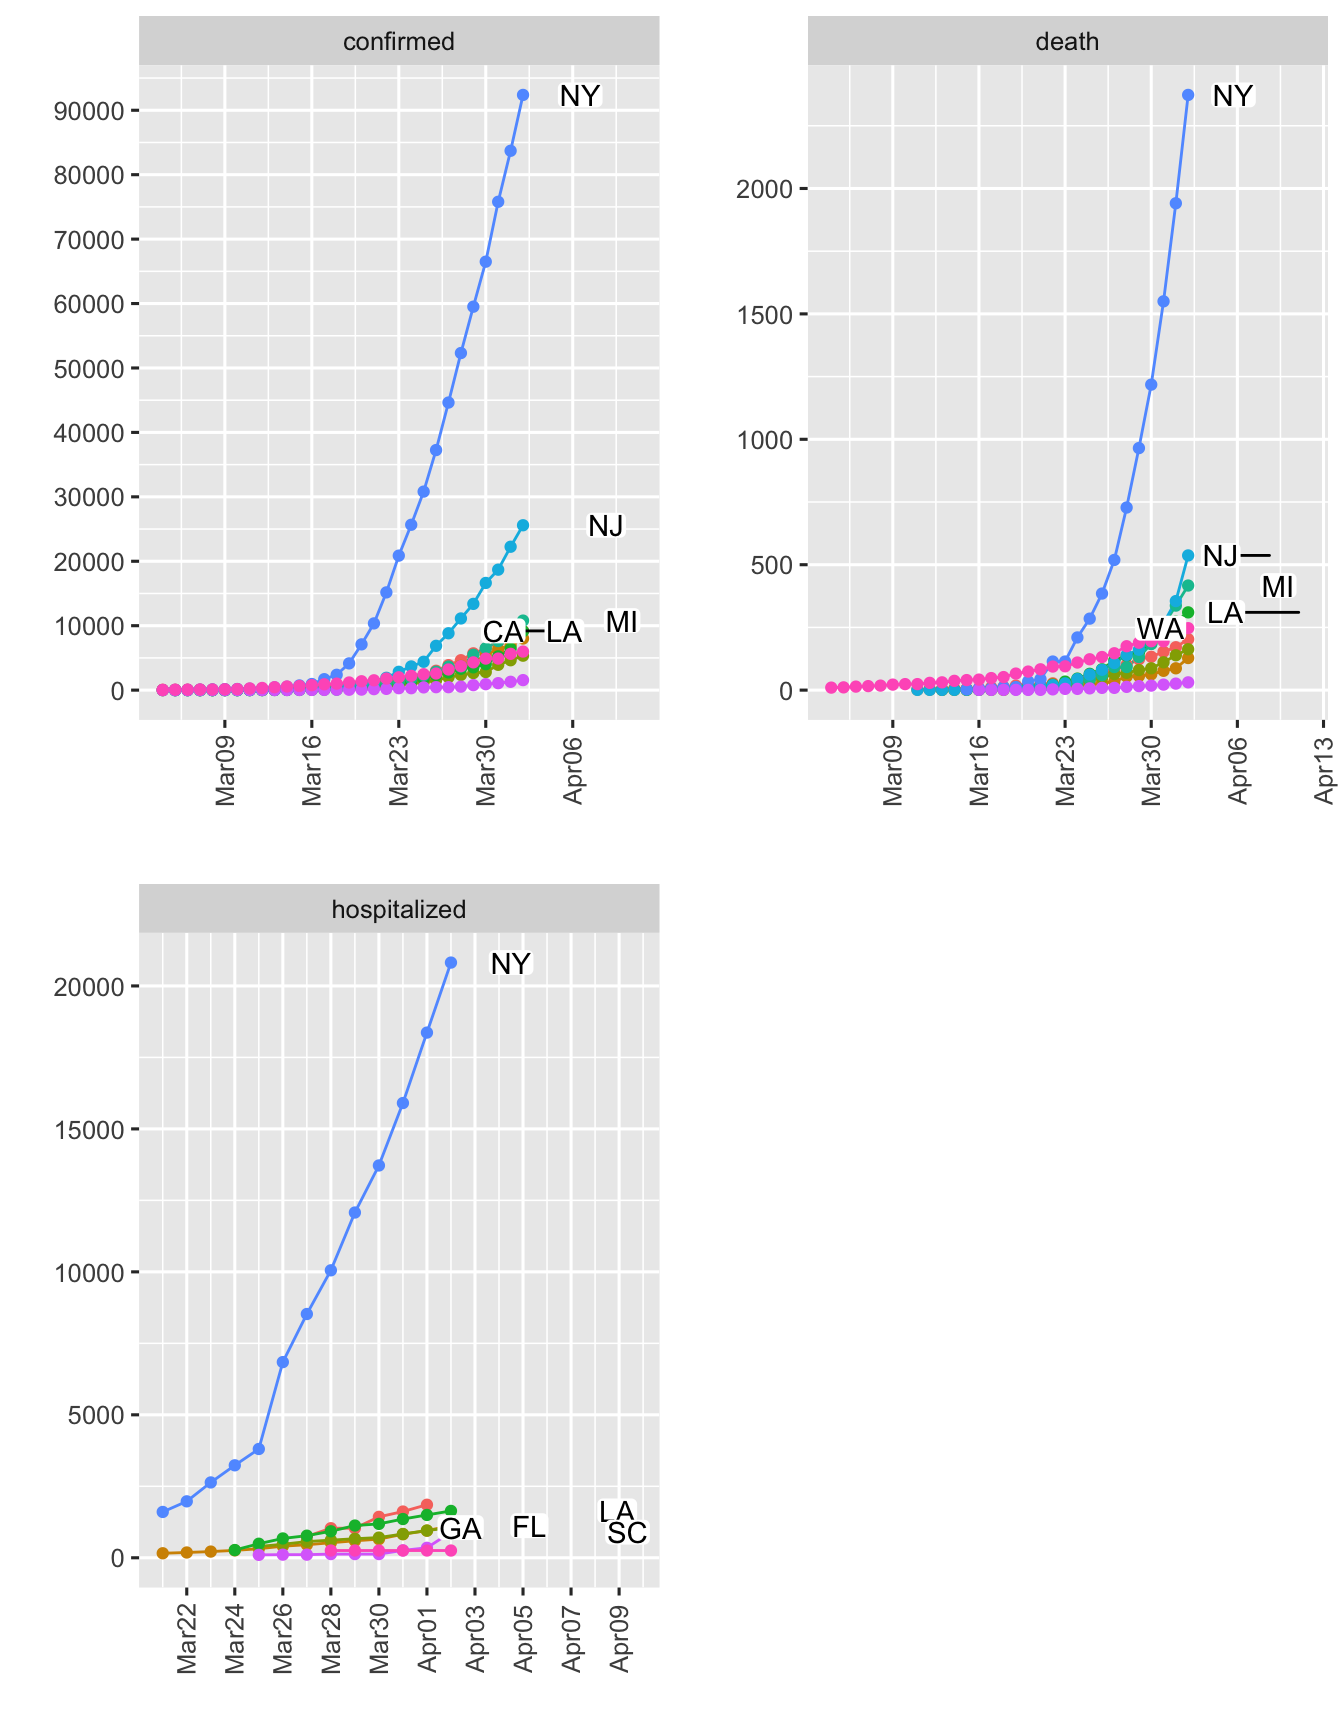 confirmed
90000
80000
70000
60000
50000
40000
30000
20000
10000
0
NY
NJ
MI
CA
LA
Mar09
Mar16
Mar23
Mar30
Apr06
death
2000
1500
1000
500
0
NY
NJ
MI
LA
WA
Mar09
Mar16
Mar23
Mar30
Apr06
Apr13
hospitalized
20000
15000
10000
5000
0
NY
LA
GA
FL
SC
Mar22
Mar24
Mar26
Mar28
Mar30
Apr01
Apr03
Apr05
Apr07
Apr09